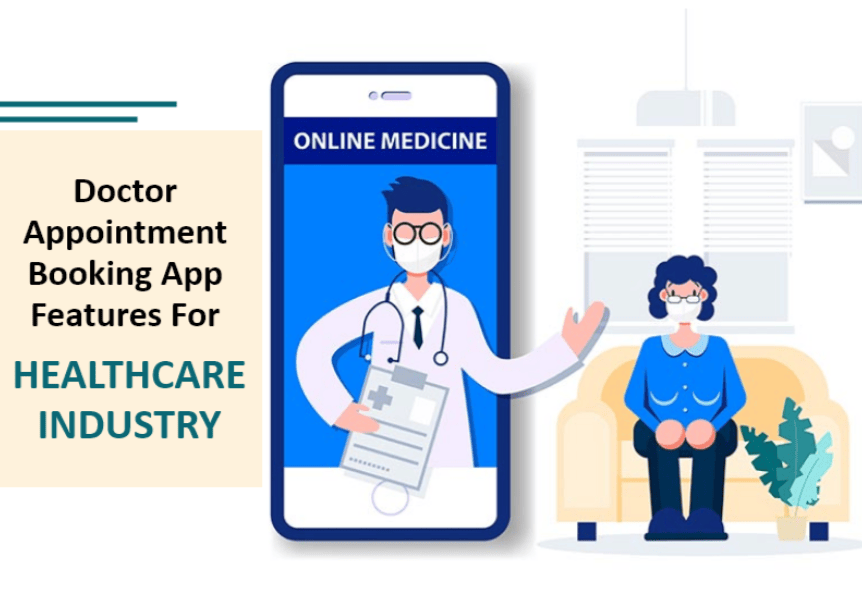 Doctor
Appointment
Booking App
Features For
HEALTHCARE
INDUSTRY
ONLINE MEDICINE